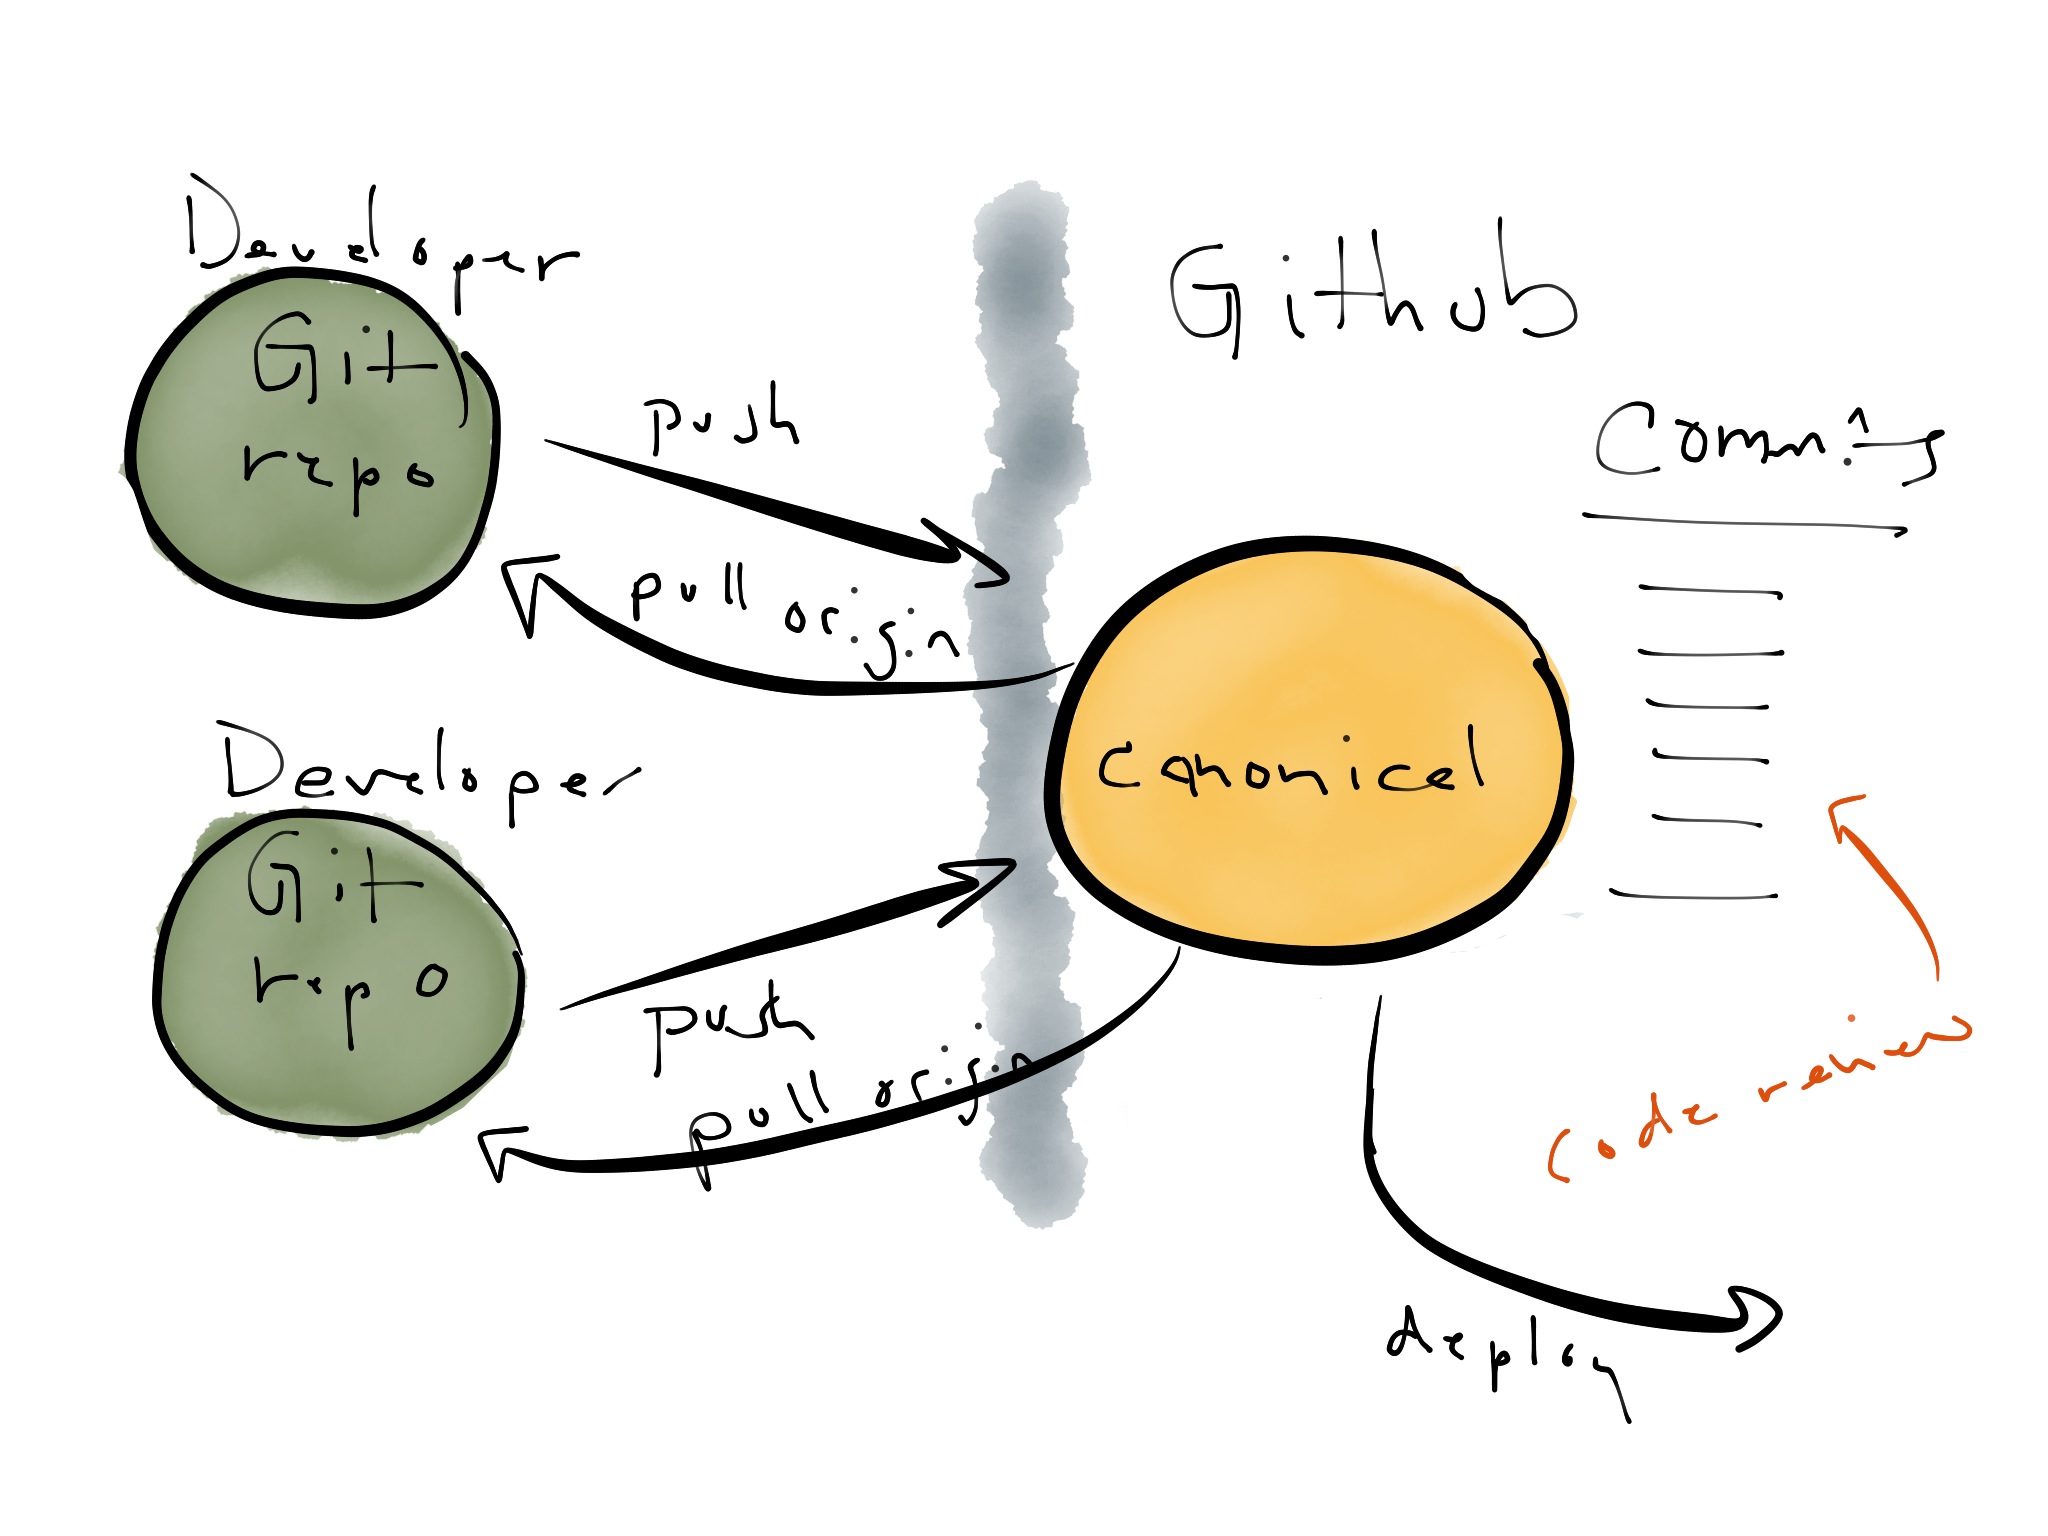 Developer
Git
repo
push
pull origin
Developer
Git
repo
push
pull origin
Github
Commits
canonical
code review
deploy